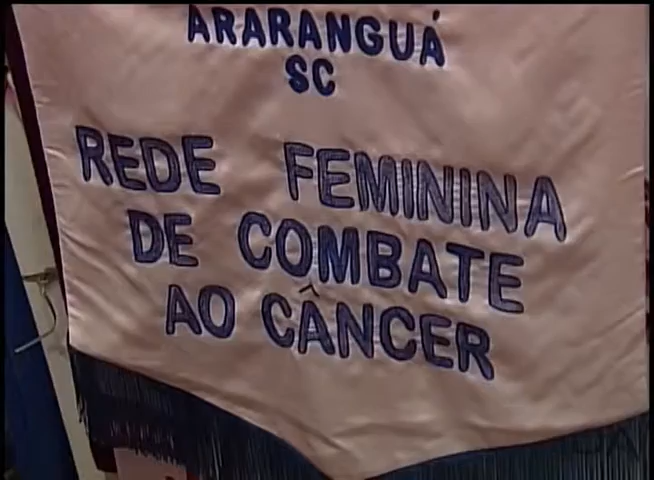 ARARANGUÁ
SC
REDE FEMININA
DE COMBATE
AO CÂNCER